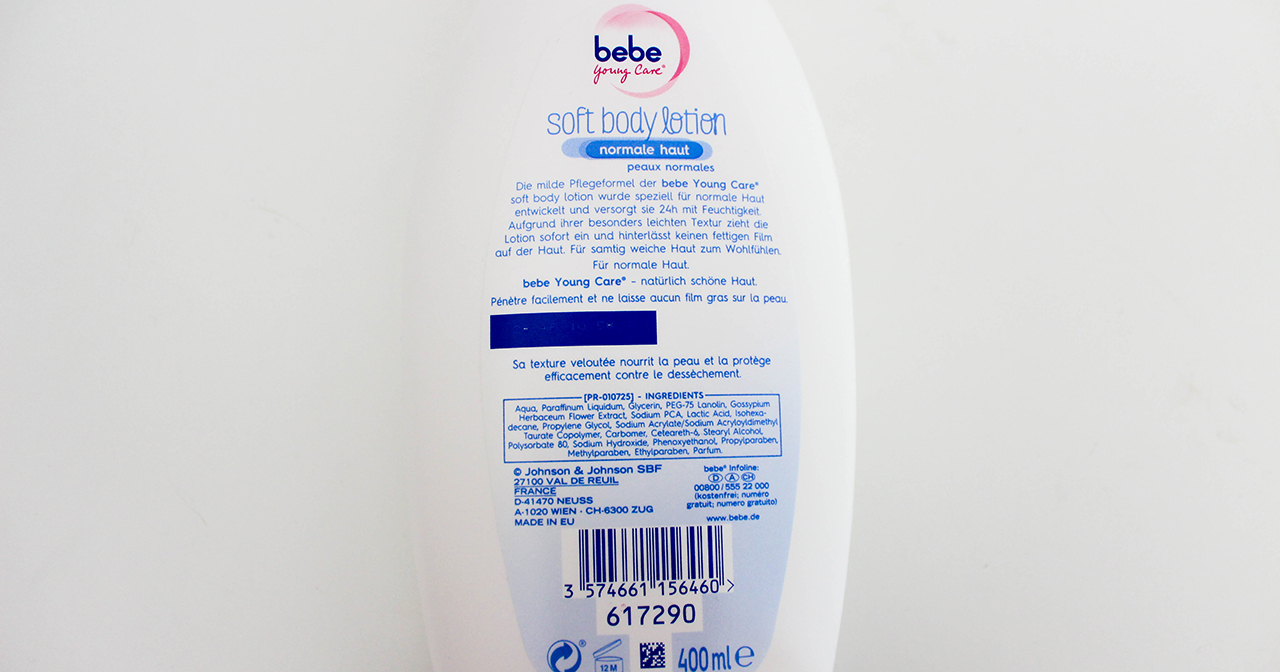 bebe
Young Care®
soft body lotion
normale haut
peaux normales
Die milde Pflegeformel der bebe Young Care®
soft body lotion wurde speziell für normale Haut
entwickelt und versorgt sie 24h mit Feuchtigkeit.
Aufgrund ihrer besonders leichten Textur zieht die
Lotion sofort ein und hinterlässt keinen fettigen Film
auf der Haut. Für samtig weiche Haut zum Wohlfühlen.
Für normale Haut.
bebe Young Care® - natürlich schöne Haut.
Pénètre facilement et ne laisse aucun film gras sur la peau.
Sa texture veloutée nourrit la peau et la protège
efficacement contre le dessèchement.
[PR-010725] - INGREDIENTS
Aqua, Paraffinum Liquidum, Glycerin, PEG-75 Lanolin, Gossypium
Herbaceum Flower Extract, Sodium PCA, Lactic Acid, Isohexa-
decane, Propylene Glycol, Sodium Acrylate/Sodium Acryloyldimethyl
Taurate Copolymer, Carbomer, Ceteareth-6, Stearyl Alcohol,
Polysorbate 80, Sodium Hydroxide, Phenoxyethanol, Propylparaben,
Methylparaben, Ethylparaben, Parfum.
© Johnson & Johnson SBF
27100 VAL DE REUIL
FRANCE
D-41470 NEUSS
A-1020 WIEN · CH-6300 ZUG
MADE IN EU
bebe® Infoline:
D A CH
00800/555 22 000
(kostenfrei; numéro
gratuit; numero gratuito)
www.bebe.de
3 574661 156460 >
617290
12 M
400 ml e